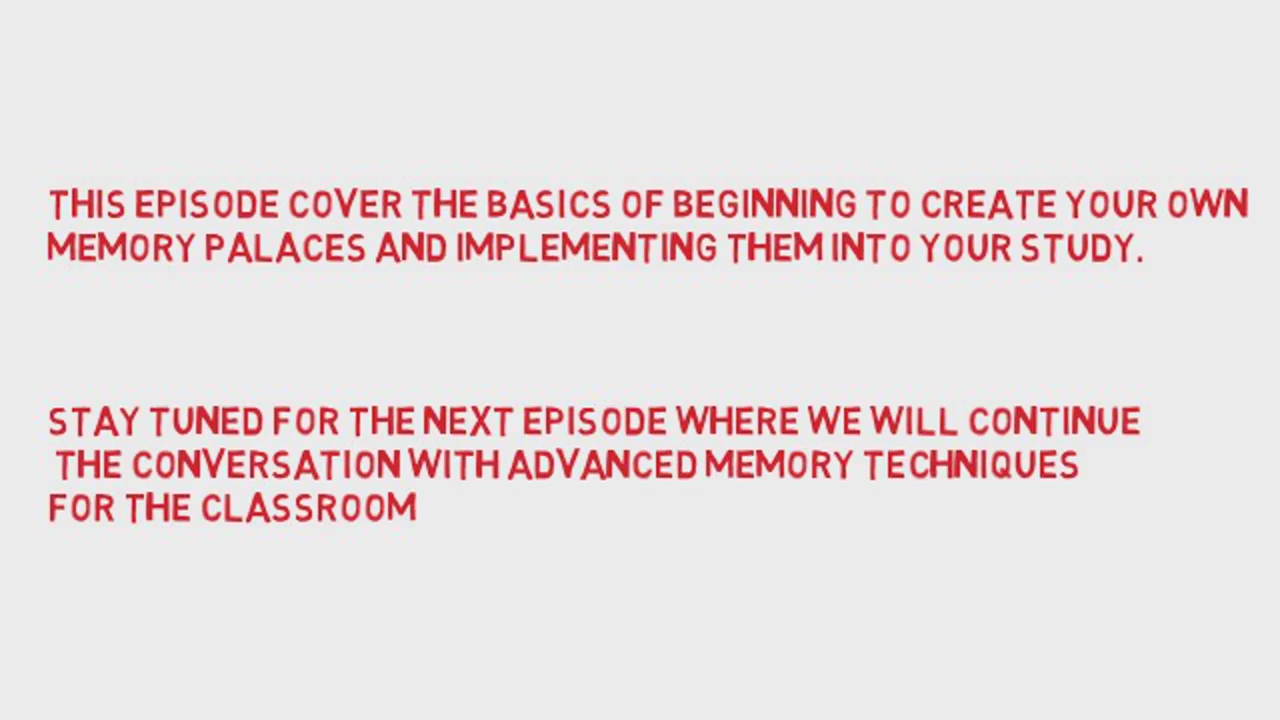 THIS EPISODE COVER THE BASICS OF BEGINNING TO CREATE YOUR OWN
MEMORY PALACES AND IMPLEMENTING THEM INTO YOUR STUDY.
STAY TUNED FOR THE NEXT EPISODE WHERE WE WILL CONTINUE
THE CONVERSATION WITH ADVANCED MEMORY TECHNIQUES
FOR THE CLASSROOM